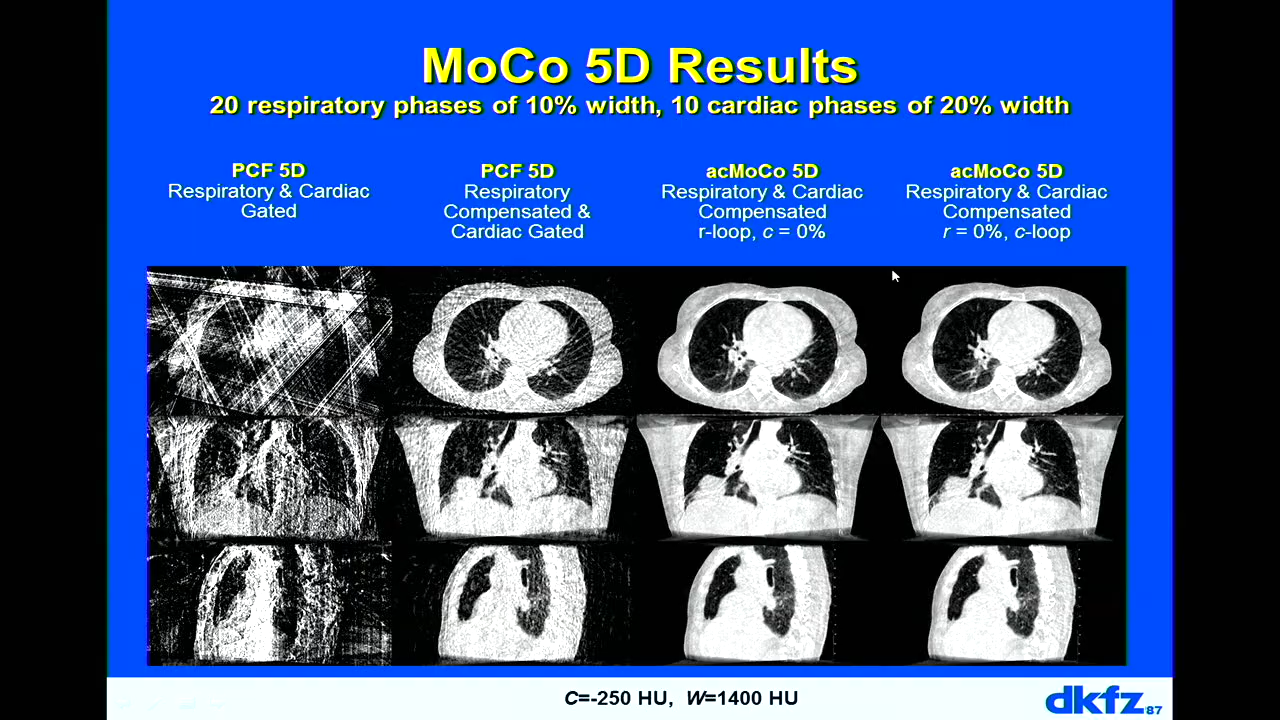 MoCo 5D Results
20 respiratory phases of 10% width, 10 cardiac phases of 20% width
PCF 5D
Respiratory & Cardiac
Gated
PCF 5D
Respiratory
Compensated &
Cardiac Gated
acMoCo 5D
Respiratory & Cardiac
Compensated
r-loop, c = 0%
acMoCo 5D
Respiratory & Cardiac
Compensated
r = 0%, c-loop
C=-250 HU, W=1400 HU
dkfz.
87